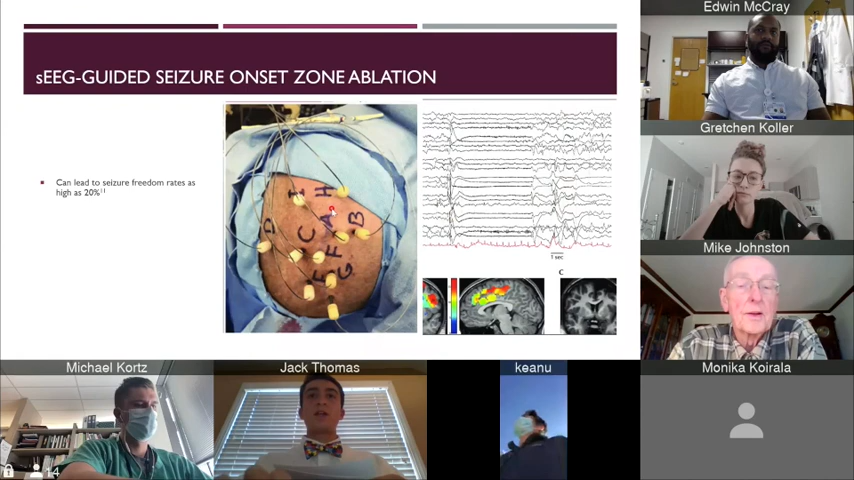 sEEG-GUIDED SEIZURE ONSET ZONE ABLATION
Can lead to seizure freedom rates as
high as 20%¹¹
I
H
A
B
D
C
F
E
G
1 sec
C
Edwin McCray
Gretchen Koller
Mike Johnston
Michael Kortz
Jack Thomas
keanu
Monika Koirala
14